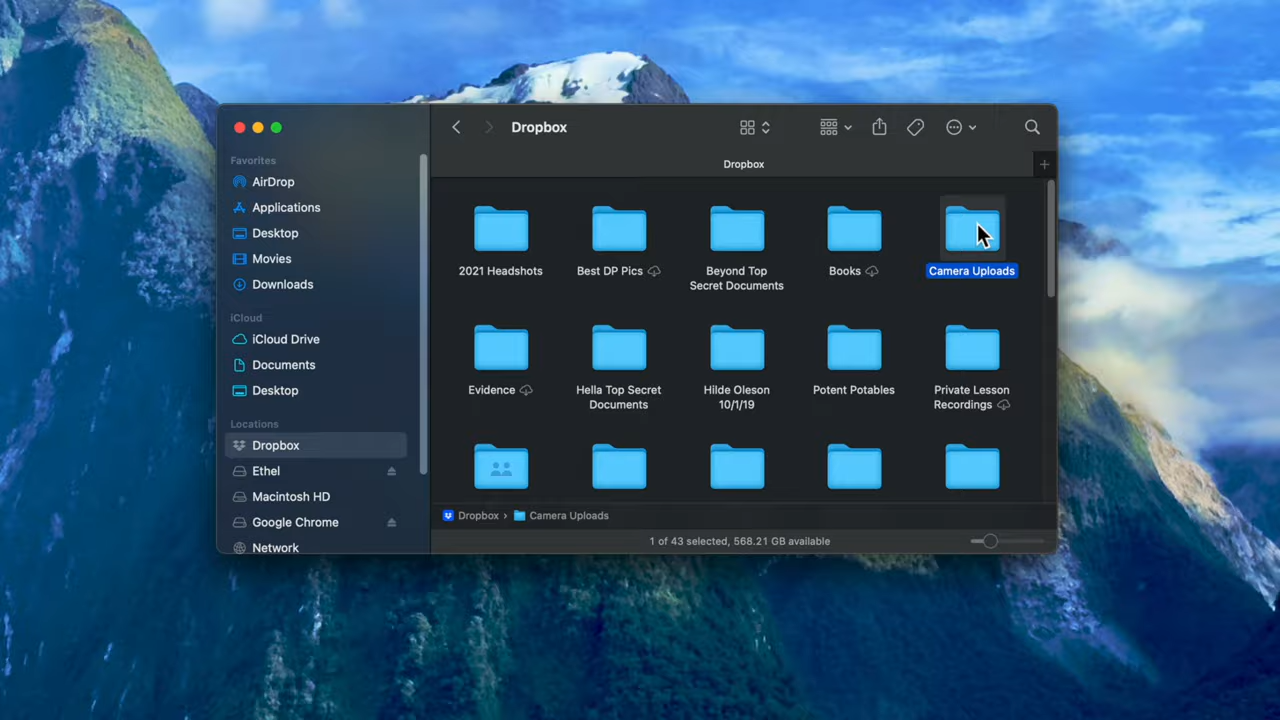 Dropbox
Dropbox
Favorites
AirDrop
Applications
Desktop
Movies
Downloads
iCloud
iCloud Drive
Documents
Desktop
Locations
Dropbox
Ethel
Macintosh HD
Google Chrome
Network
2021 Headshots
Best DP Pics
Beyond Top
Secret Documents
Books
Camera Uploads
Evidence
Hella Top Secret
Documents
Hilde Oleson
10/1/19
Potent Potables
Private Lesson
Recordings
Dropbox › Camera Uploads
1 of 43 selected, 568.21 GB available